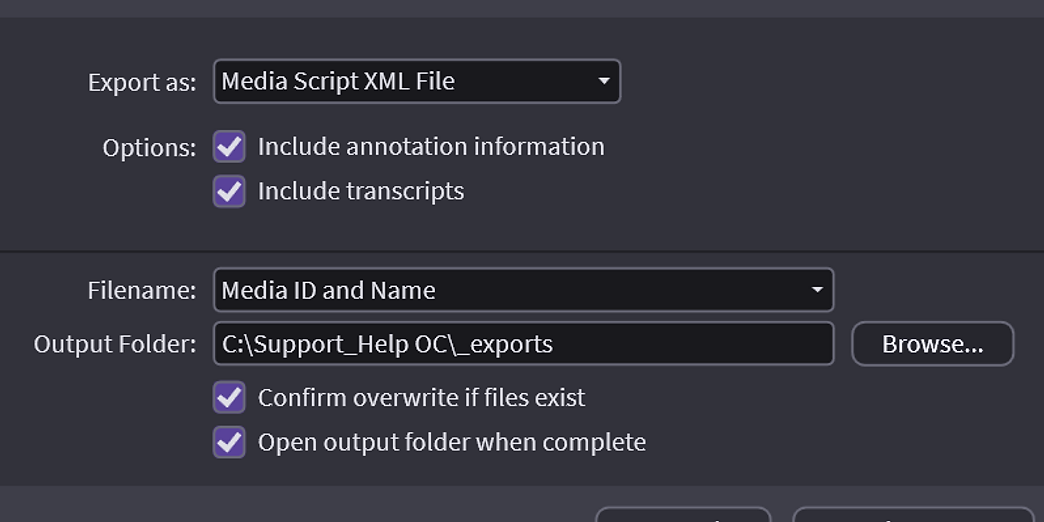 Export as: Media Script XML File
Options: Include annotation information
Include transcripts
Filename: Media ID and Name
Output Folder: C:\Support_Help OC\_exports Browse...
Confirm overwrite if files exist
Open output folder when complete